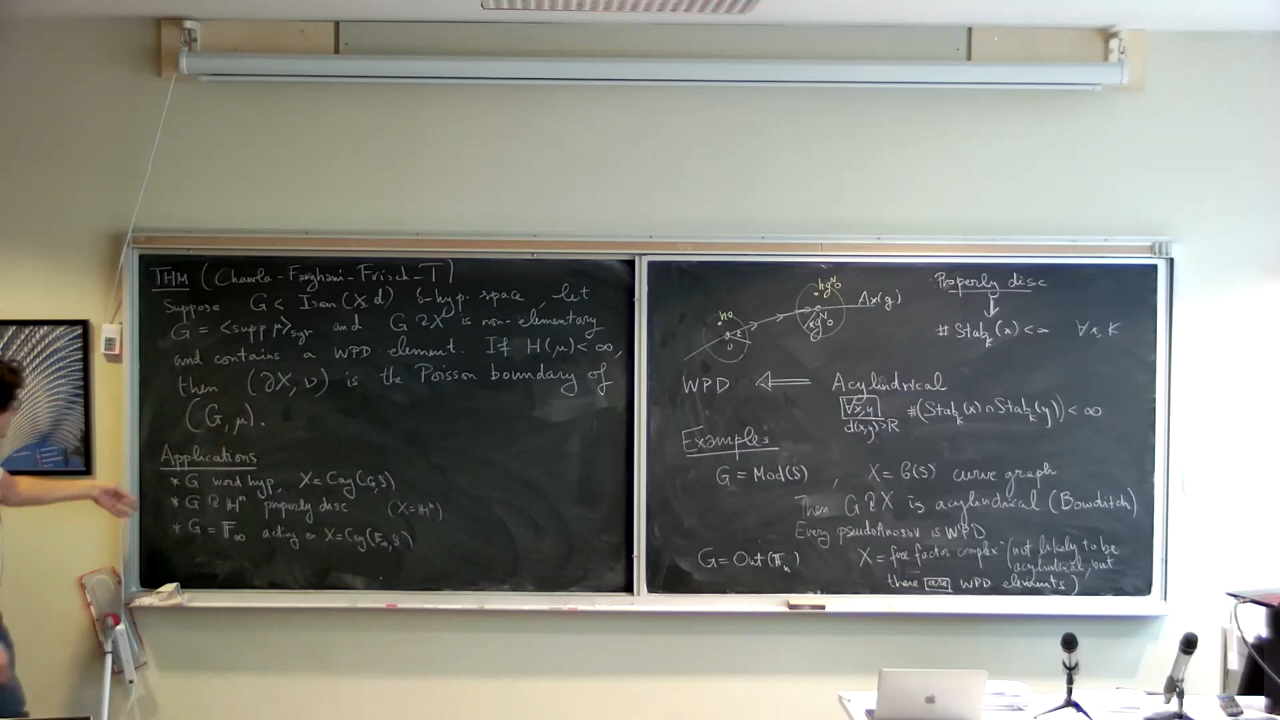 THM (Chawla-Forghani-Frisch-T)
Suppose G < Isom(X,d) δ-hyp. space, let
G = <supp μ>sgr and G ↷ X is non-elementary
and contains a WPD element. If H(μ)<∞,
then (∂X, ν) is the Poisson boundary of
(G, μ).
Applications
* G word hyp, X = Cay(G,S)
* G ↷ ℍⁿ properly disc (X=ℍⁿ)
* G = 𝔽∞ acting on X = Cay(𝔽∞,S)
hgᴺo
Ax(g)
ho
gᴺo
o
Properly disc
↓
# Stab_K(x) < ∞ ∀x, K
WPD ⇐ Acylindrical
∀x,y #(Stab_K(x) ∩ Stab_K(y)) < ∞
d(x,y)>R
Examples
G = Mod(S), X = C(S) curve graph
Then G ↷ X is acylindrical (Bowditch)
Every pseudoAnosov is WPD
G = Out(𝔽n) X = free factor complex (not likely to be
acylindrical, but
there are WPD elements)